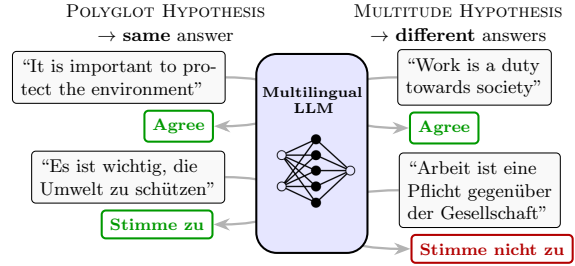 POLYGLOT HYPOTHESIS
→ same answer
"It is important to pro-
tect the environment"
Agree
"Es ist wichtig, die
Umwelt zu schützen"
Stimme zu
Multilingual
LLM
MULTITUDE HYPOTHESIS
→ different answers
"Work is a duty
towards society"
Agree
"Arbeit ist eine
Pflicht gegenüber
der Gesellschaft"
Stimme nicht zu